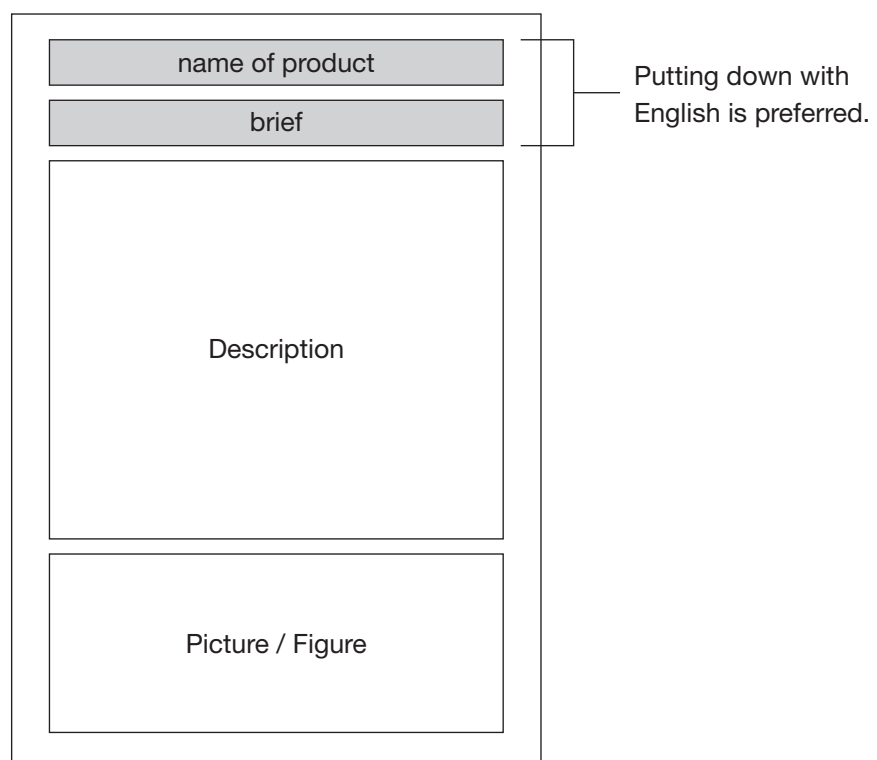 name of product
brief
Putting down with
English is preferred.
Description
Picture / Figure